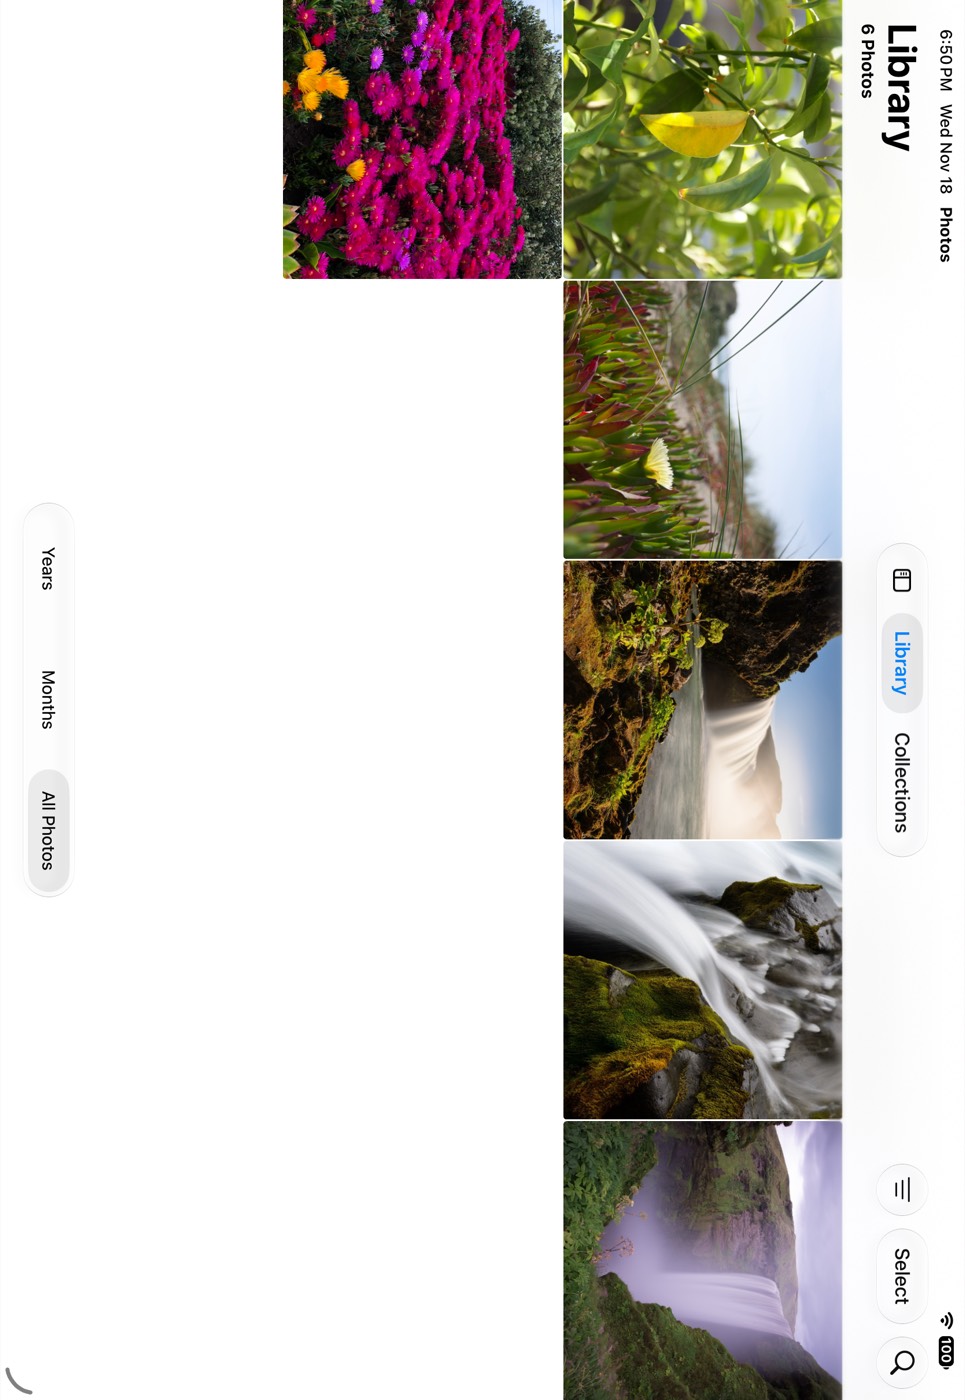 6:50 PM Wed Nov 18 Photos
100
Library
6 Photos
Library Collections
Select
Years Months All Photos